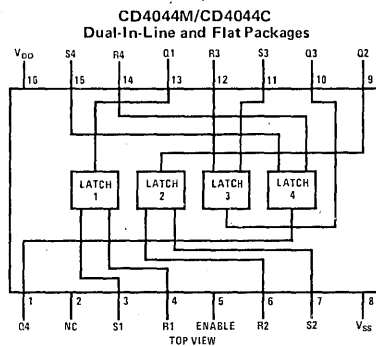 CD4044M/CD4044C
Dual-In-Line and Flat Packages
VDD S4 R4 Q1 R3 S3 Q3 Q2
16 15 14 13 12 11 10 9
LATCH 1
LATCH 2
LATCH 3
LATCH 4
1 2 3 4 5 6 7 8
Q4 NC S1 R1 ENABLE R2 S2 VSS
TOP VIEW